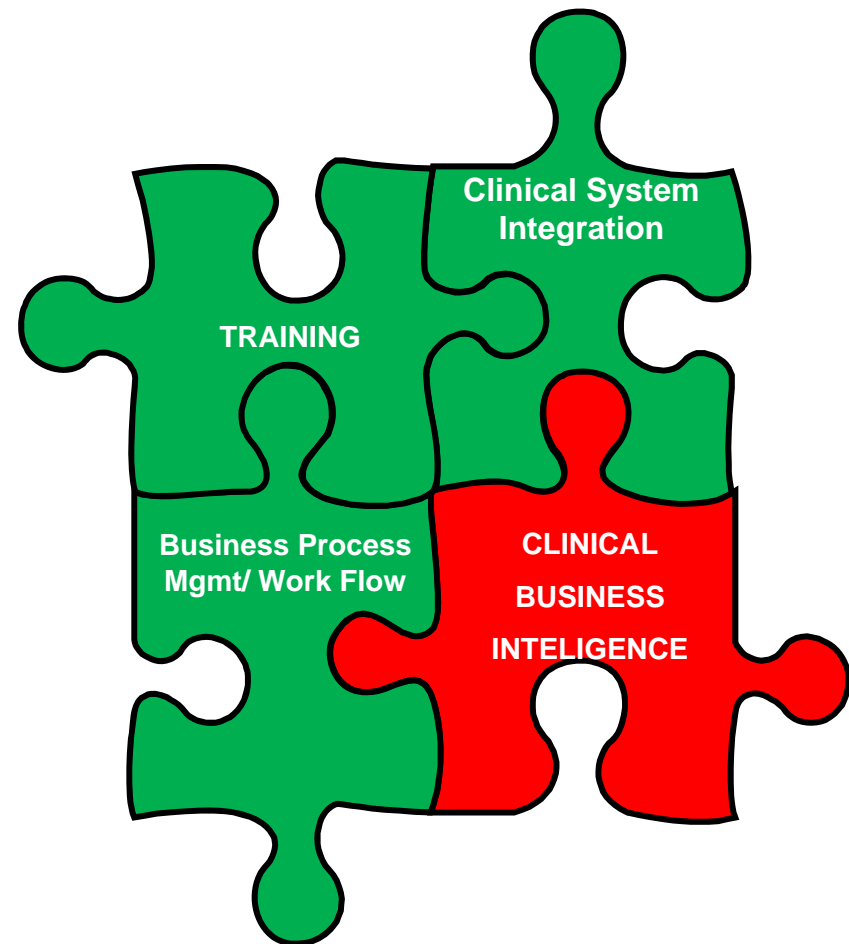 Clinical System
Integration
TRAINING
Business Process
Mgmt/ Work Flow
CLINICAL
BUSINESS
INTELIGENCE